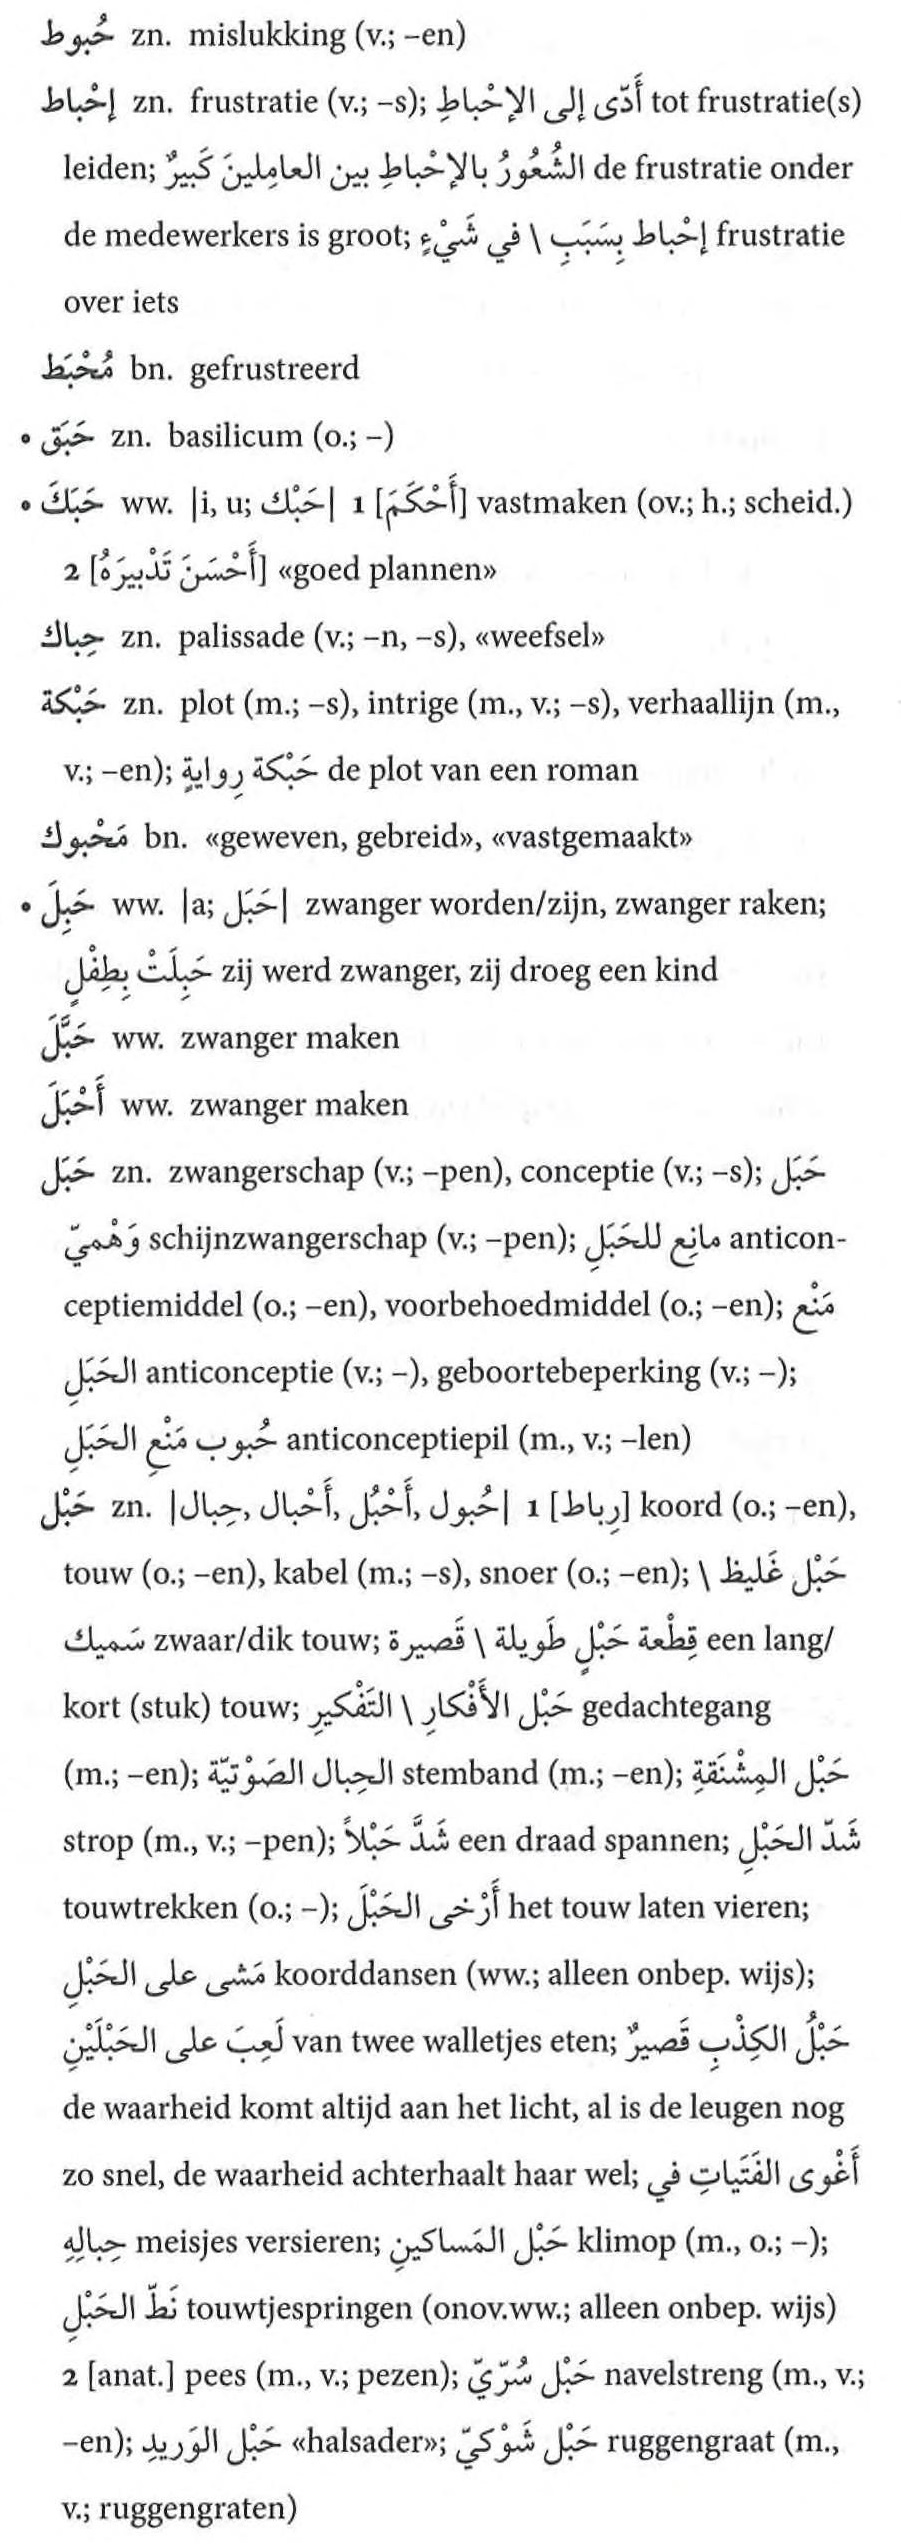 حُبوط zn. mislukking (v.; –en)
إحْباط zn. frustratie (v.; –s); أَدّى إلى الإحْباطِ tot frustratie(s)
leiden; الشُّعُورُ بالإحْباطِ بين العامِلينَ كَبيرٌ de frustratie onder
de medewerkers is groot; إحْباط بِسَبَبِ \ في شَيْءٍ frustratie
over iets
مُحْبَط bn. gefrustreerd
• حَبَق zn. basilicum (o.; –)
• حَبَكَ ww. |i, u; حَبْك| 1 [أَحْكَمَ] vastmaken (ov.; h.; scheid.)
2 [أَحْسَنَ تَدْبيرَهُ] «goed plannen»
حِباك zn. palissade (v.; –n, –s), «weefsel»
حَبْكة zn. plot (m.; –s), intrige (m., v.; –s), verhaallijn (m.,
v.; –en); حَبْكة رِوايةٍ de plot van een roman
مَحْبوك bn. «geweven, gebreid», «vastgemaakt»
• حَبِلَ ww. |a; حَبَل| zwanger worden/zijn, zwanger raken;
حَبِلَتْ بِطِفْلٍ zij werd zwanger, zij droeg een kind
حَبَّلَ ww. zwanger maken
أَحْبَلَ ww. zwanger maken
حَبَل zn. zwangerschap (v.; –pen), conceptie (v.; –s); حَبَل
وَهْميّ schijnzwangerschap (v.; –pen); مانِع للحَبَلِ anticon-
ceptiemiddel (o.; –en), voorbehoedmiddel (o.; –en); مَنْع
الحَبَلِ anticonceptie (v.; –), geboortebeperking (v.; –);
حُبوب مَنْعِ الحَبَلِ anticonceptiepil (m., v.; –len)
حَبْل zn. |حُبول ,أَحْبُل ,أَحْبال ,حِبال| 1 [رِباط] koord (o.; –en),
touw (o.; –en), kabel (m.; –s), snoer (o.; –en); حَبْل غَليظ \
سَميك zwaar/dik touw; قِطْعة حَبْلٍ طَويلة \ قَصيرة een lang/
kort (stuk) touw; حَبْل الأَفْكارِ \ التَفْكيرِ gedachtegang
(m.; –en); الحِبال الصَوْتيّة stemband (m.; –en); حَبْل المِشْنَقةِ
strop (m., v.; –pen); شَدَّ حَبْلاً een draad spannen; شَدّ الحَبْلِ
touwtrekken (o.; –); أَرْخى الحَبْلَ het touw laten vieren;
مَشى على الحَبْلِ koorddansen (ww.; alleen onbep. wijs);
لَعِبَ على الحَبْلَيْنِ van twee walletjes eten; حَبْلُ الكِذْبِ قَصيرٌ
de waarheid komt altijd aan het licht, al is de leugen nog
zo snel, de waarheid achterhaalt haar wel; أَغْوى الفَتَياتِ في
حِبالِهِ meisjes versieren; حَبْل المَساكينِ klimop (m., o.; –);
نَطّ الحَبْلِ touwtjespringen (onov.ww.; alleen onbep. wijs)
2 [anat.] pees (m., v.; pezen); حَبْل سُرّيّ navelstreng (m., v.;
–en); حَبْل الوَريدِ «halsader»; حَبْل شَوْكيّ ruggengraat (m.,
v.; ruggengraten)